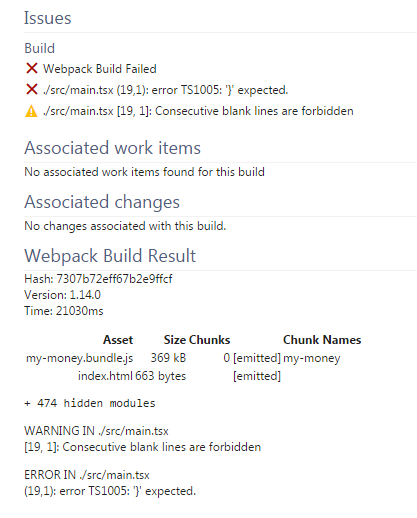 Issues
Build
Webpack Build Failed
./src/main.tsx (19,1): error TS1005: '}' expected.
./src/main.tsx [19, 1]: Consecutive blank lines are forbidden
Associated work items
No associated work items found for this build
Associated changes
No changes associated with this build.
Webpack Build Result
Hash: 7307b72eff67b2e9ffcf
Version: 1.14.0
Time: 21030ms
Asset Size Chunks Chunk Names
my-money.bundle.js 369 kB 0 [emitted] my-money
index.html 663 bytes [emitted]
+ 474 hidden modules
WARNING IN ./src/main.tsx
[19, 1]: Consecutive blank lines are forbidden
ERROR IN ./src/main.tsx
(19,1): error TS1005: '}' expected.